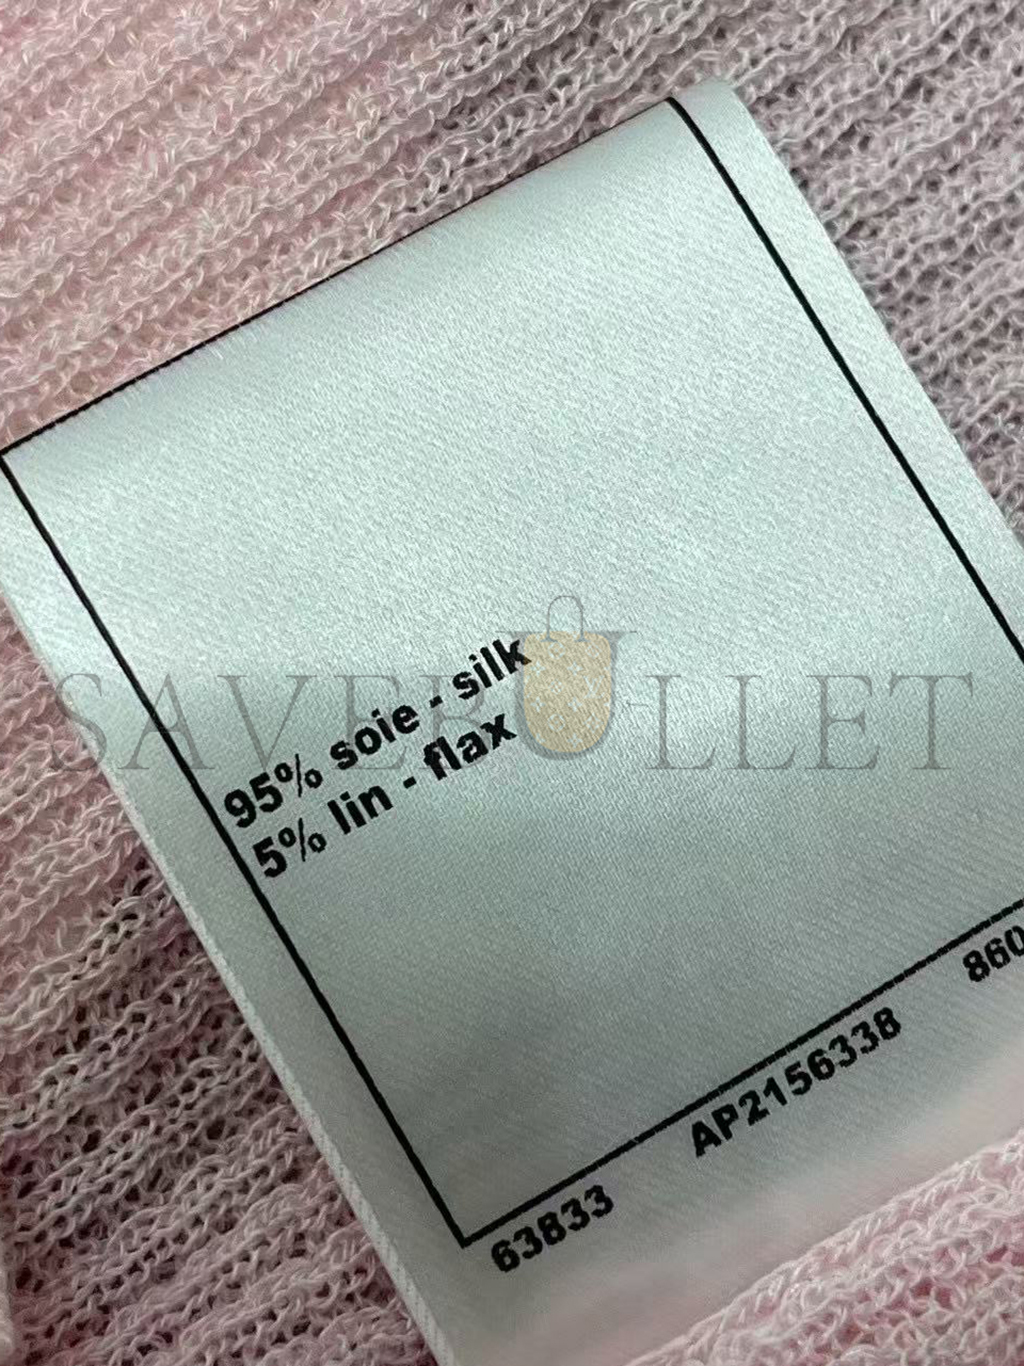 95% soie - silk
5% lin - flax
SAVEBULLET
63833 AP2156338 860